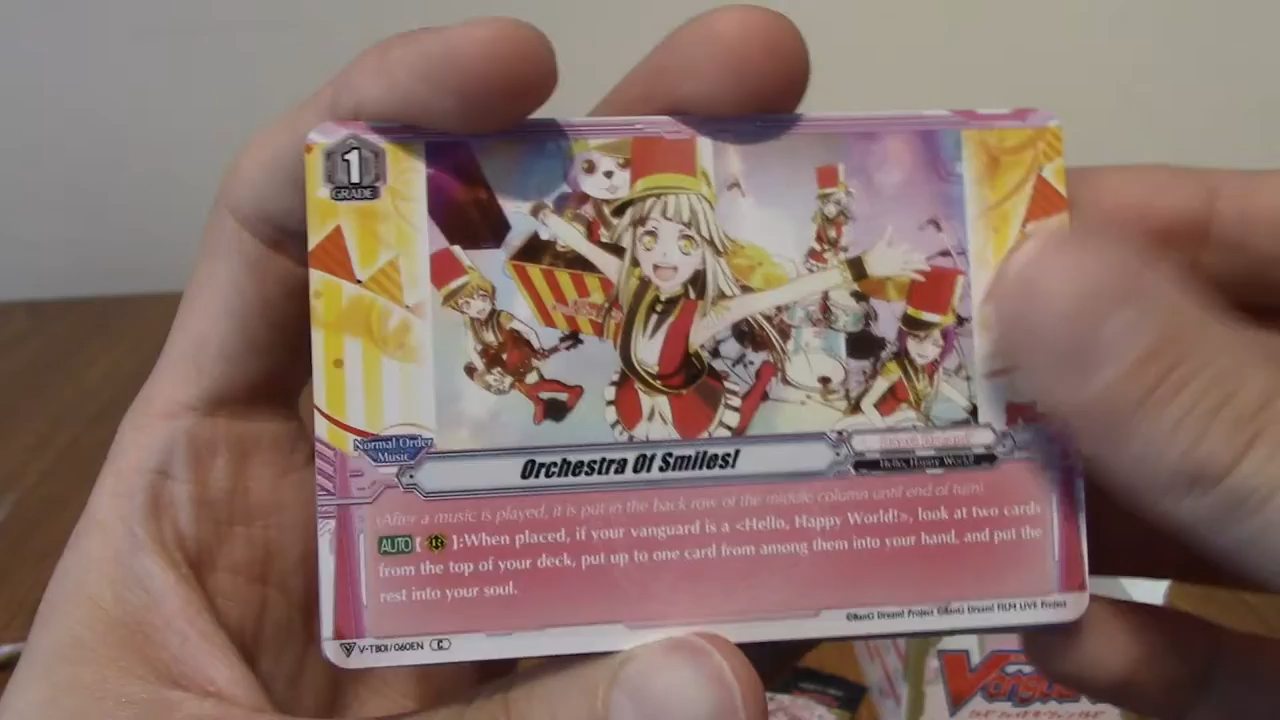 1
GRADE
Normal Order
Music
Orchestra Of Smiles!
Hello, Happy World!
(After a music is played, it is put in the back row of the middle column until end of turn)
AUTO [ ]:When placed, if your vanguard is a <Hello, Happy World!>, look at two cards
from the top of your deck, put up to one card from among them into your hand, and put the
rest into your soul.
©BanG Dream! Project ©BanG Dream! FILM LIVE Project
V-TB01/060EN C